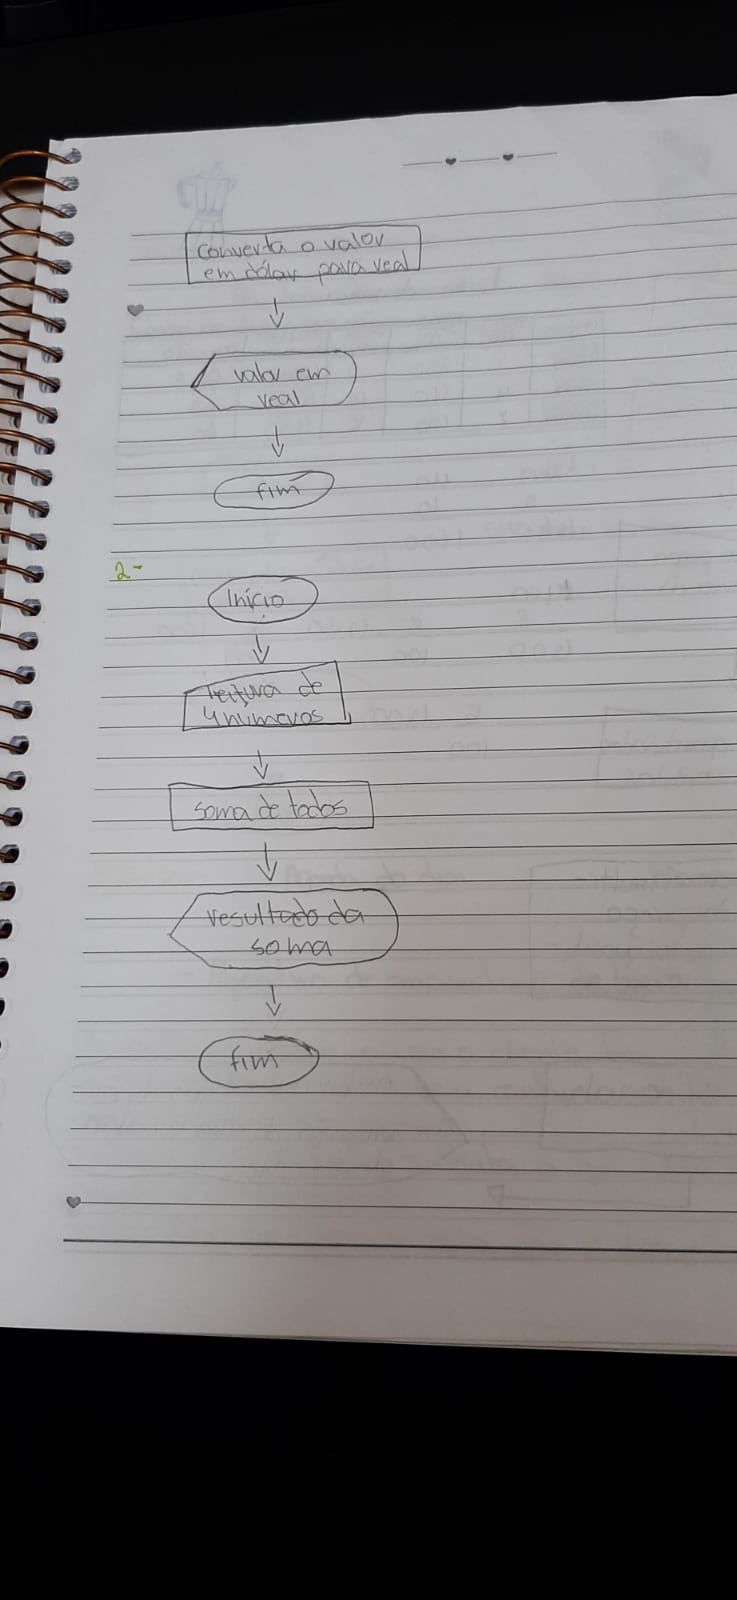 Converta o valor
em dólar para real
valor em
real
fim
2-
Início
Leitura de
4 números
soma de todos
resultado da
soma
fim